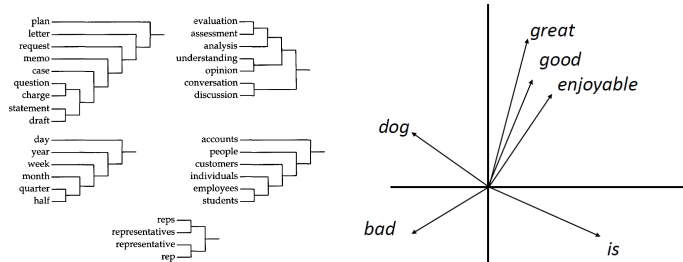 plan
letter
request
memo
case
question
charge
statement
draft
evaluation
assessment
analysis
understanding
opinion
conversation
discussion
day
year
week
month
quarter
half
accounts
people
customers
individuals
employees
students
reps
representatives
representative
rep
great
good
enjoyable
dog
bad
is